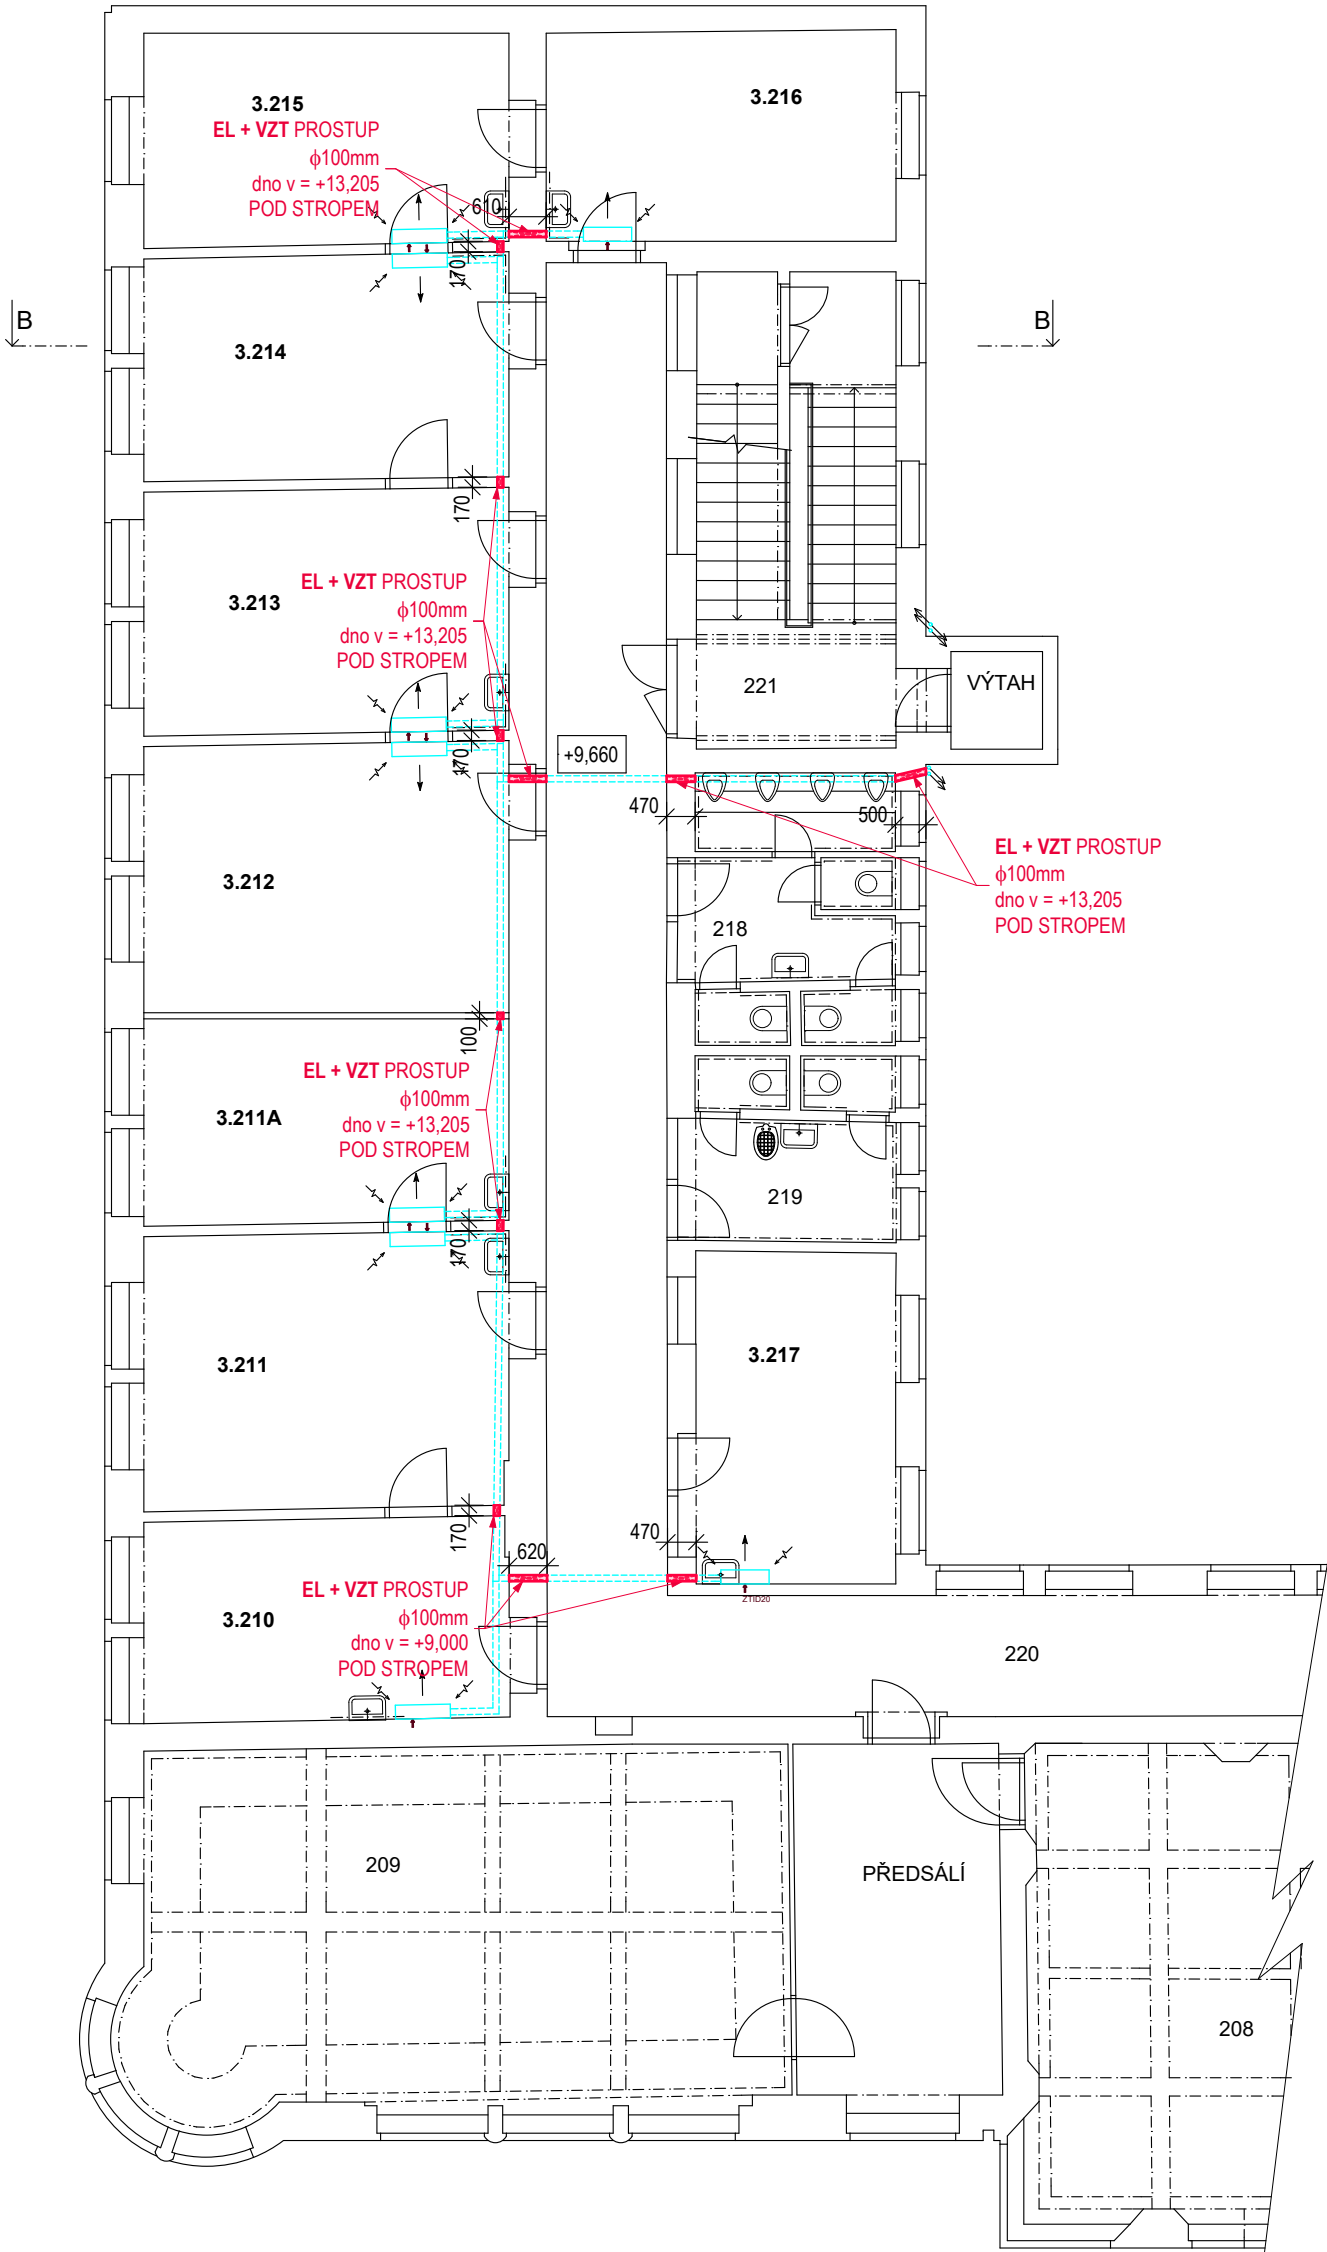 3.215
EL + VZT PROSTUP
ϕ100mm
dno v = +13,205
POD STROPEM
3.216
610
170
B
B
3.214
170
3.213
EL + VZT PROSTUP
ϕ100mm
dno v = +13,205
POD STROPEM
221
VÝTAH
170
+9,660
470
500
EL + VZT PROSTUP
ϕ100mm
dno v = +13,205
POD STROPEM
3.212
218
100
EL + VZT PROSTUP
ϕ100mm
dno v = +13,205
POD STROPEM
3.211A
219
170
3.211
3.217
170
620
470
ZTID20
EL + VZT PROSTUP
ϕ100mm
dno v = +9,000
POD STROPEM
3.210
220
209
PŘEDSÁLÍ
208